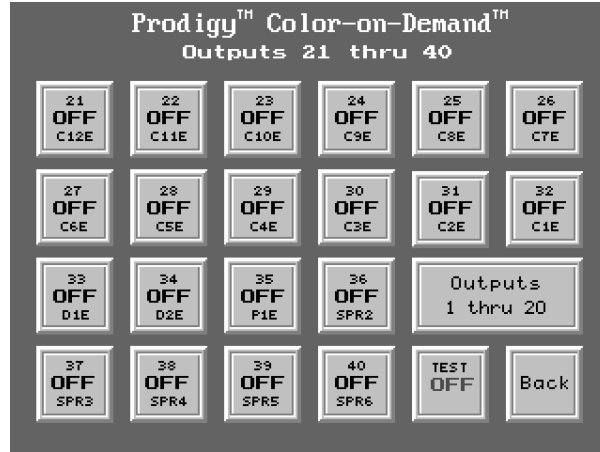 Prodigy™ Color-on-Demand™
Outputs 21 thru 40
21 22 23 24 25 26
OFF OFF OFF OFF OFF OFF
C12E C11E C10E C9E C8E C7E
27 28 29 30 31 32
OFF OFF OFF OFF OFF OFF
C6E C5E C4E C3E C2E C1E
33 34 35 36
OFF OFF OFF OFF
D1E D2E P1E SPR2
Outputs
1 thru 20
37 38 39 40
OFF OFF OFF OFF
SPR3 SPR4 SPR5 SPR6
TEST
OFF
Back